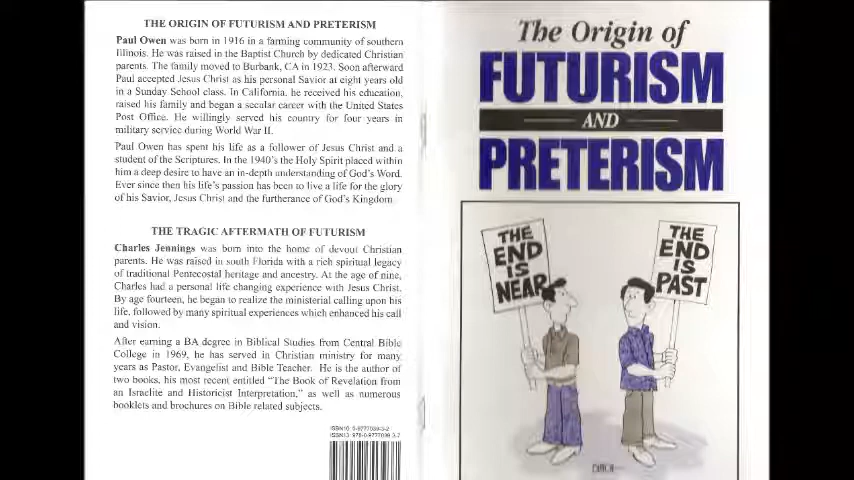 THE ORIGIN OF FUTURISM AND PRETERISM
Paul Owen was born in 1916 in a farming community of southern
Illinois. He was raised in the Baptist Church by dedicated Christian
parents. The family moved to Burbank, CA in 1923. Soon afterward
Paul accepted Jesus Christ as his personal Savior at eight years old
in a Sunday School class. In California, he received his education,
raised his family and began a secular career with the United States
Post Office. He willingly served his country for four years in
military service during World War II.
Paul Owen has spent his life as a follower of Jesus Christ and a
student of the Scriptures. In the 1940's the Holy Spirit placed within
him a deep desire to have an in-depth understanding of God's Word.
Ever since then his life's passion has been to live a life for the glory
of his Savior, Jesus Christ and the furtherance of God's Kingdom.
THE TRAGIC AFTERMATH OF FUTURISM
Charles Jennings was born into the home of devout Christian
parents. He was raised in south Florida with a rich spiritual legacy
of traditional Pentecostal heritage and ancestry. At the age of nine,
Charles had a personal life changing experience with Jesus Christ.
By age fourteen, he began to realize the ministerial calling upon his
life, followed by many spiritual experiences which enhanced his call
and vision.
After earning a BA degree in Biblical Studies from Central Bible
College in 1969, he has served in Christian ministry for many
years as Pastor, Evangelist and Bible Teacher. He is the author of
two books, his most recent entitled "The Book of Revelation from
an Israelite and Historicist Interpretation," as well as numerous
booklets and brochures on Bible related subjects.
The Origin of
FUTURISM
AND
PRETERISM
THE
END
IS
NEAR
THE
END
IS
PAST